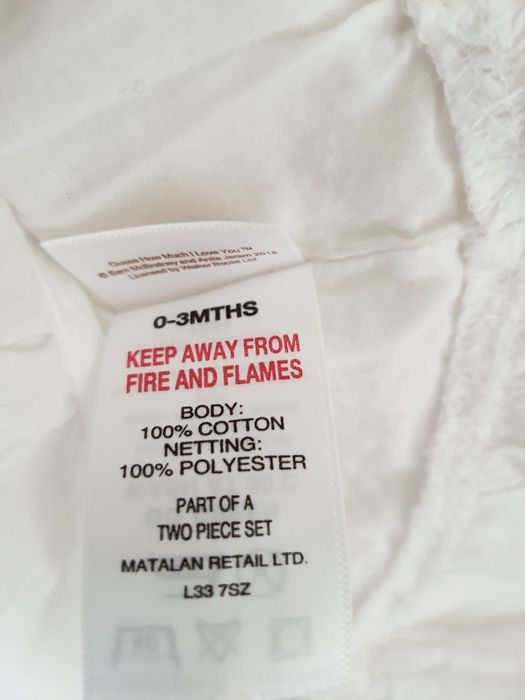 Guess How Much I Love You™
© Sam McBratney and Anita Jeram 2018
Licensed by Walker Books Ltd
0-3MTHS
KEEP AWAY FROM
FIRE AND FLAMES
BODY:
100% COTTON
NETTING:
100% POLYESTER
PART OF A
TWO PIECE SET
MATALAN RETAIL LTD.
L33 7SZ